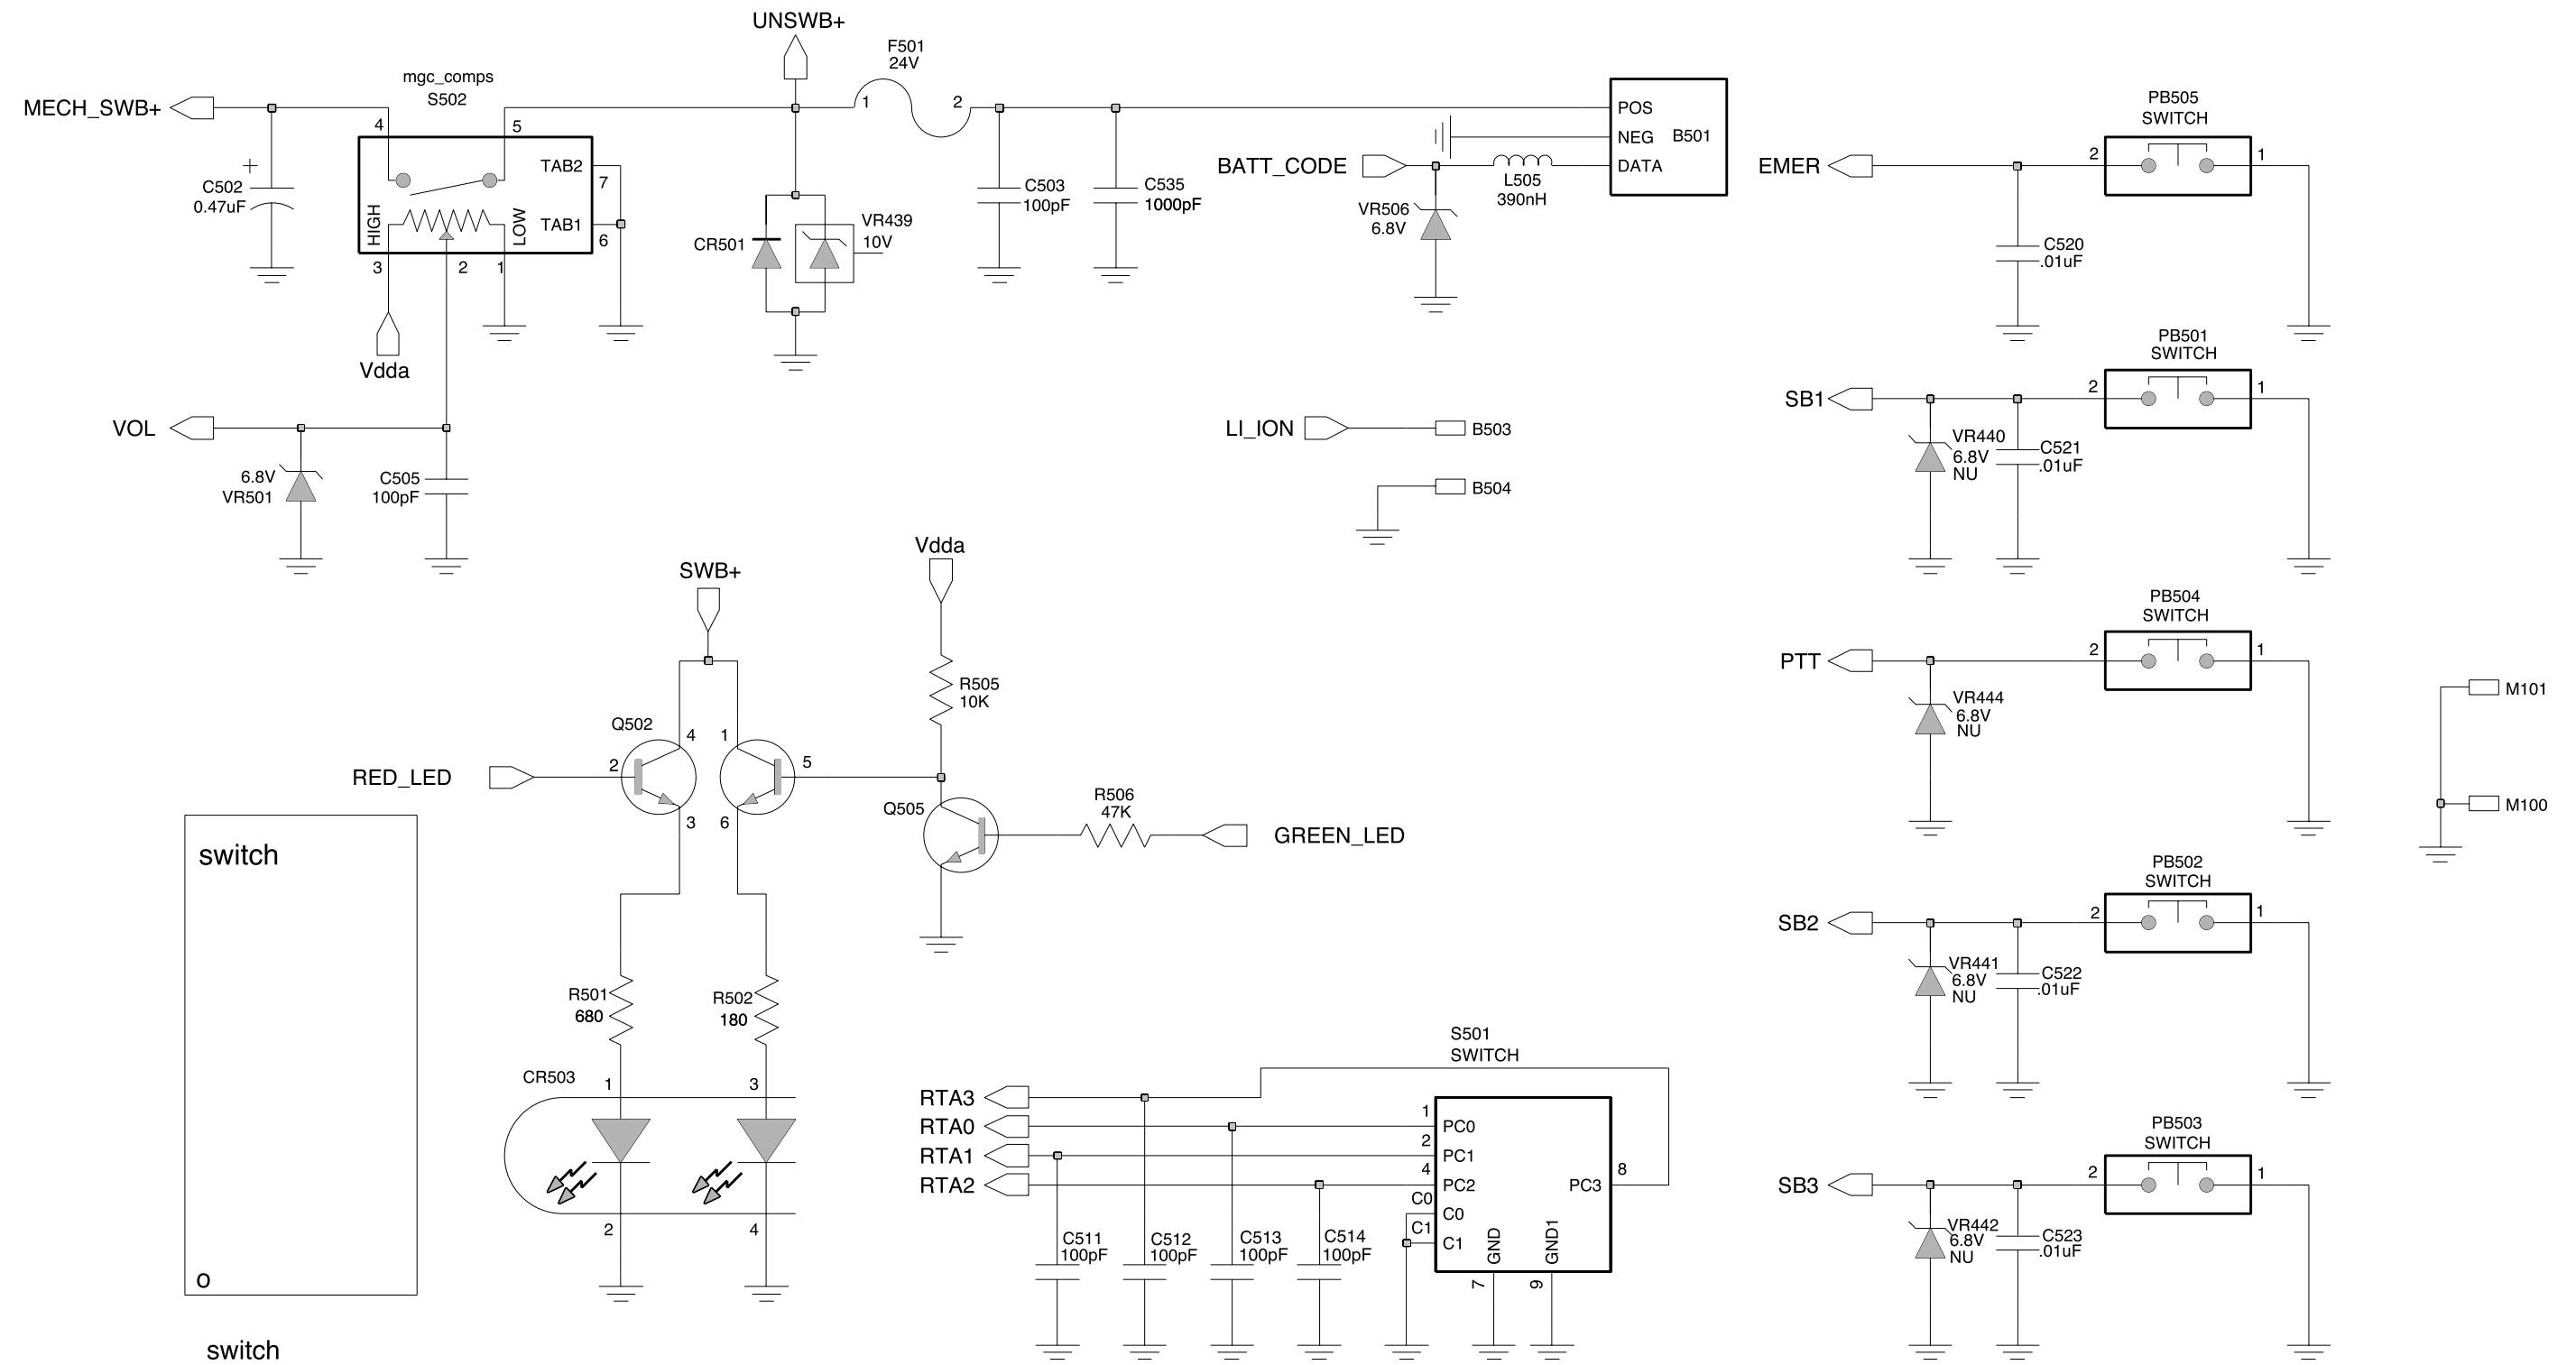 UNSWB+
F501
24V
mgc_comps
S502
MECH_SWB+
4
5
1
2
C502
0.47uF
+
HIGH
LOW
TAB2
7
TAB1
6
3
2
1
Vdda
CR501
VR439
10V
C503
100pF
C535
1000pF
POS
NEG
DATA
B501
BATT_CODE
L505
390nH
VR506
6.8V
PB505
SWITCH
EMER
2
1
C520
.01uF
PB501
SWITCH
SB1
2
1
VR440
6.8V
NU
C521
.01uF
VOL
6.8V
VR501
C505
100pF
LI_ION
B503
B504
SWB+
Vdda
R505
10K
Q502
4
1
RED_LED
2
5
3
6
Q505
R506
47K
GREEN_LED
PB504
SWITCH
PTT
2
1
VR444
6.8V
NU
M101
M100
switch
o
switch
R501
680
R502
180
CR503
1
3
2
4
S501
SWITCH
RTA3
RTA0
RTA1
RTA2
1
2
4
C0
C1
PC0
PC1
PC2
C0
C1
PC3
8
GND
GND1
7
9
C511
100pF
C512
100pF
C513
100pF
C514
100pF
PB502
SWITCH
SB2
2
1
VR441
6.8V
NU
C522
.01uF
PB503
SWITCH
SB3
2
1
VR442
6.8V
NU
C523
.01uF